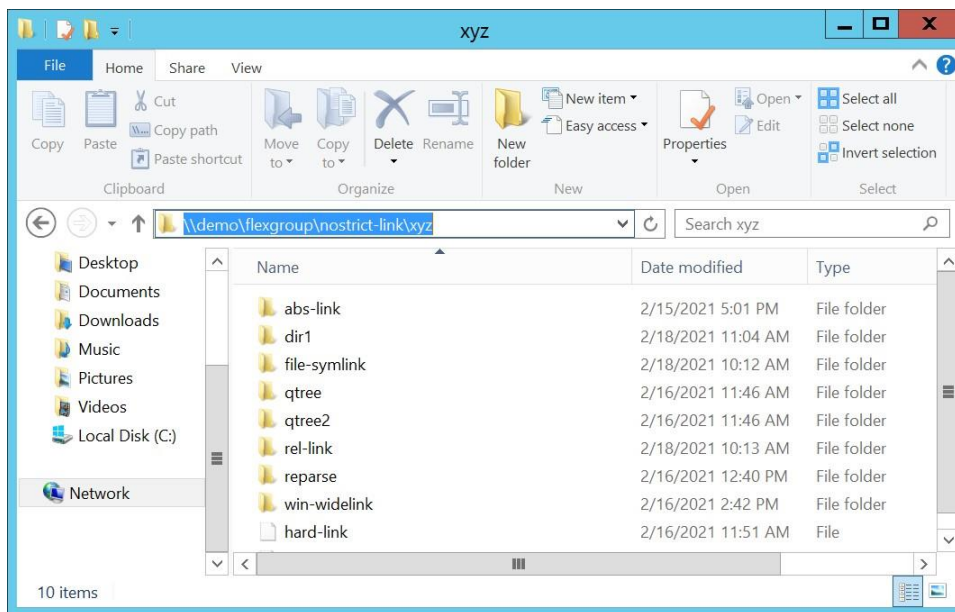 xyz
File Home Share View
Copy
Paste
Cut
Copy path
Paste shortcut
Clipboard
Move to
Copy to
Delete
Rename
Organize
New folder
New item
Easy access
New
Properties
Open
Edit
Open
Select all
Select none
Invert selection
Select
\\demo\flexgroup\nostrict-link\xyz
Search xyz
Desktop
Documents
Downloads
Music
Pictures
Videos
Local Disk (C:)
Network
Name Date modified Type
abs-link 2/15/2021 5:01 PM File folder
dir1 2/18/2021 11:04 AM File folder
file-symlink 2/18/2021 10:12 AM File folder
qtree 2/16/2021 11:46 AM File folder
qtree2 2/16/2021 11:46 AM File folder
rel-link 2/18/2021 10:13 AM File folder
reparse 2/16/2021 12:40 PM File folder
win-widelink 2/16/2021 2:42 PM File folder
hard-link 2/16/2021 11:51 AM File
10 items